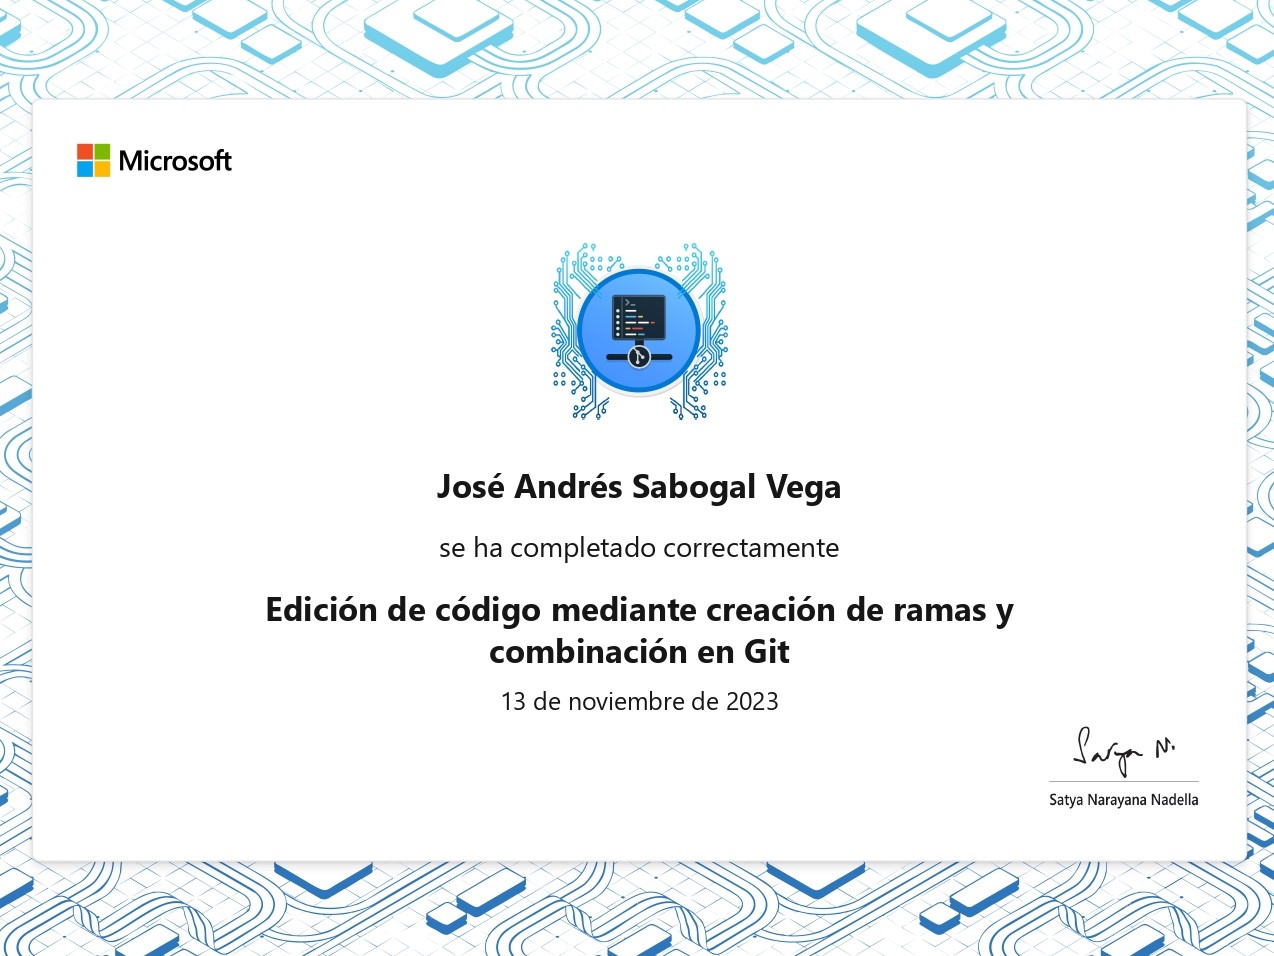 Microsoft
José Andrés Sabogal Vega
se ha completado correctamente
Edición de código mediante creación de ramas y
combinación en Git
13 de noviembre de 2023
Satya N.
Satya Narayana Nadella